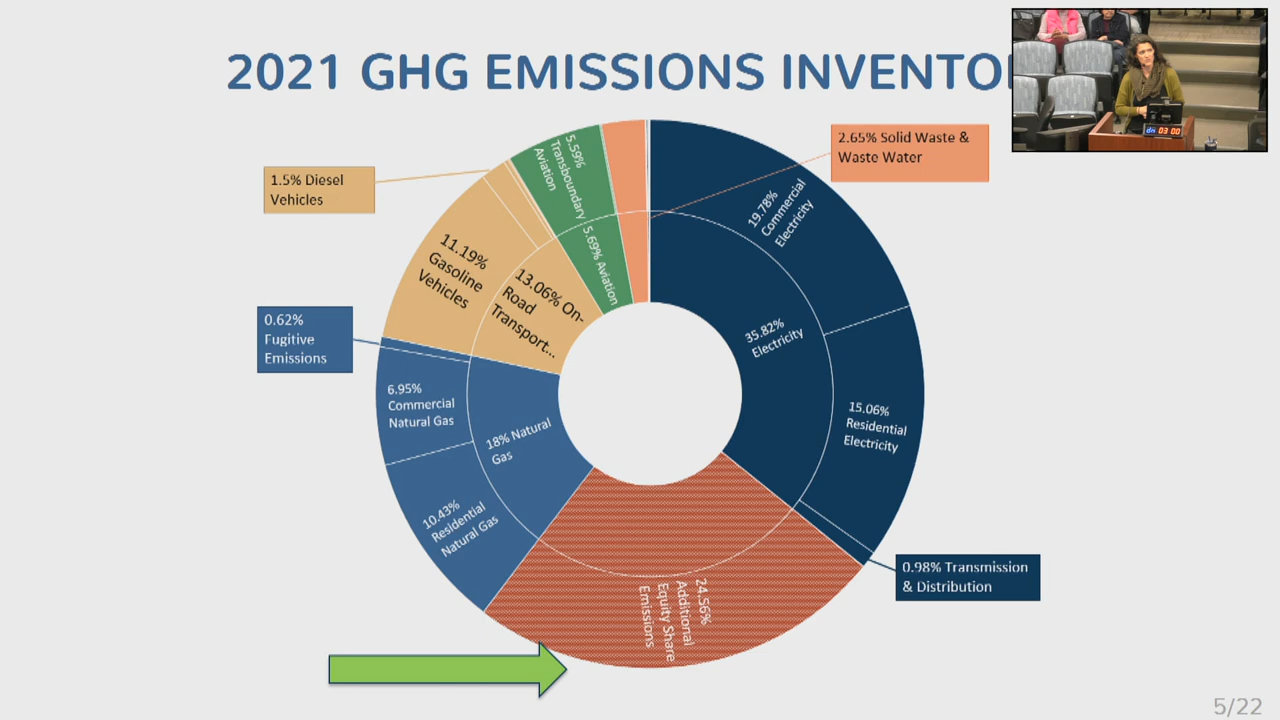 2021 GHG EMISSIONS INVENTO
03 00
2.65% Solid Waste &
Waste Water
1.5% Diesel
Vehicles
5.59%
Transboundary
Aviation
5.69% Aviation
19.78%
Commercial
Electricity
11.19%
Gasoline
Vehicles
13.06% On-
Road
Transport...
0.62%
Fugitive
Emissions
35.82%
Electricity
6.95%
Commercial
Natural Gas
15.06%
Residential
Electricity
18% Natural
Gas
10.43%
Residential
Natural Gas
0.98% Transmission
& Distribution
24.56%
Additional
Equity Share
Emissions
5/22